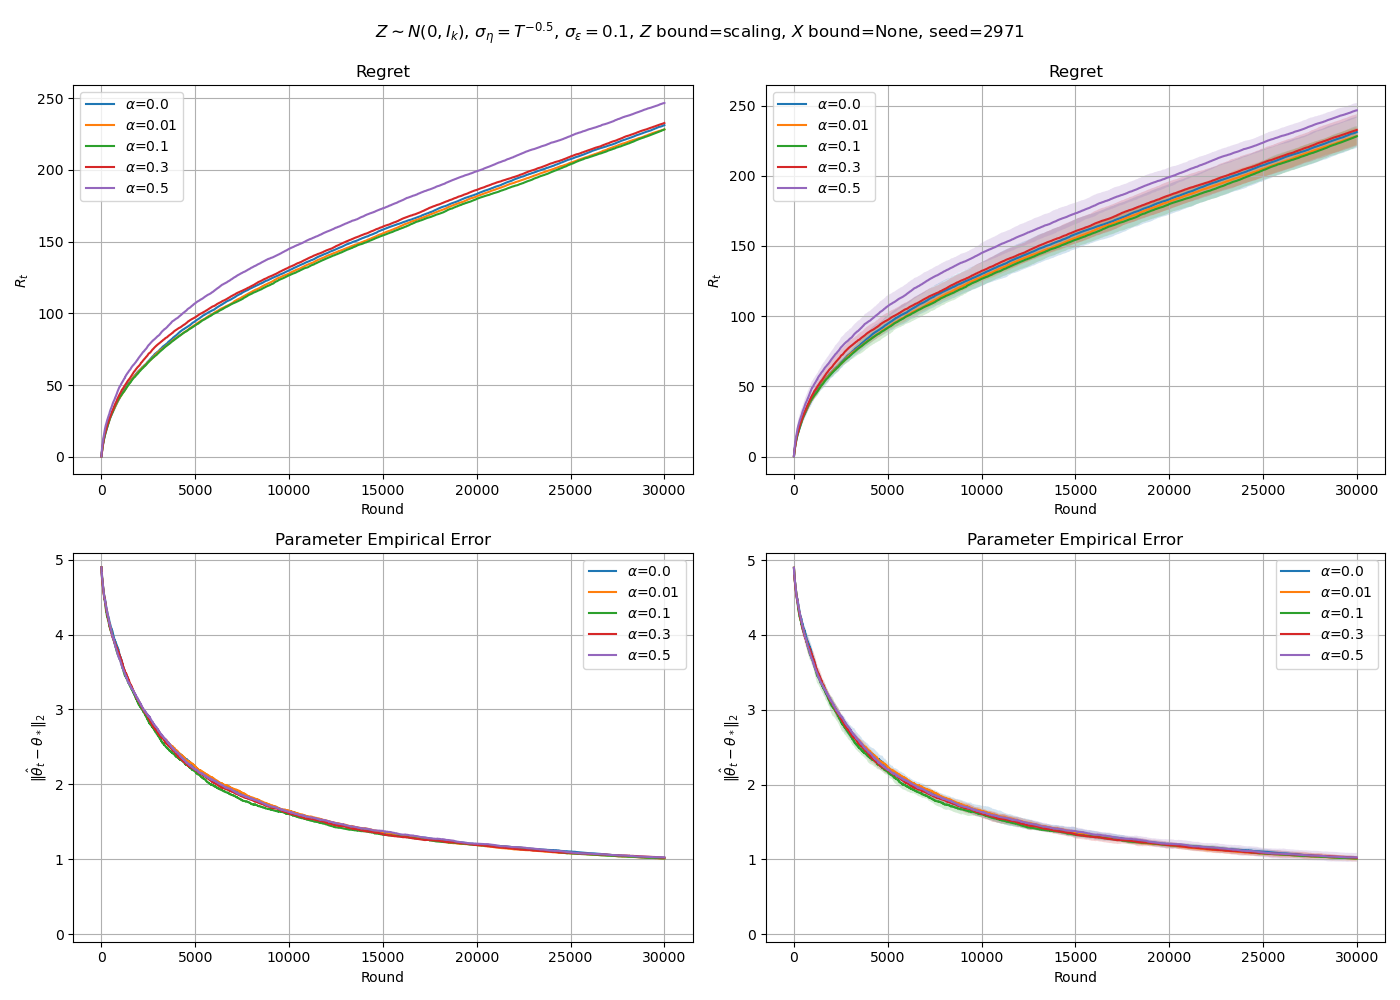 Z ∼ N(0, I_k), σ_η = T^{−0.5}, σ_ε = 0.1, Z bound=scaling, X bound=None, seed=2971
Regret
250
200
150
100
50
0
R_t
α=0.0
α=0.01
α=0.1
α=0.3
α=0.5
0 5000 10000 15000 20000 25000 30000
Round
Regret
250
200
150
100
50
0
R_t
α=0.0
α=0.01
α=0.1
α=0.3
α=0.5
0 5000 10000 15000 20000 25000 30000
Round
Parameter Empirical Error
5
4
3
2
1
0
‖θ̂_t − θ_*‖_2
α=0.0
α=0.01
α=0.1
α=0.3
α=0.5
0 5000 10000 15000 20000 25000 30000
Round
Parameter Empirical Error
5
4
3
2
1
0
‖θ̂_t − θ_*‖_2
α=0.0
α=0.01
α=0.1
α=0.3
α=0.5
0 5000 10000 15000 20000 25000 30000
Round